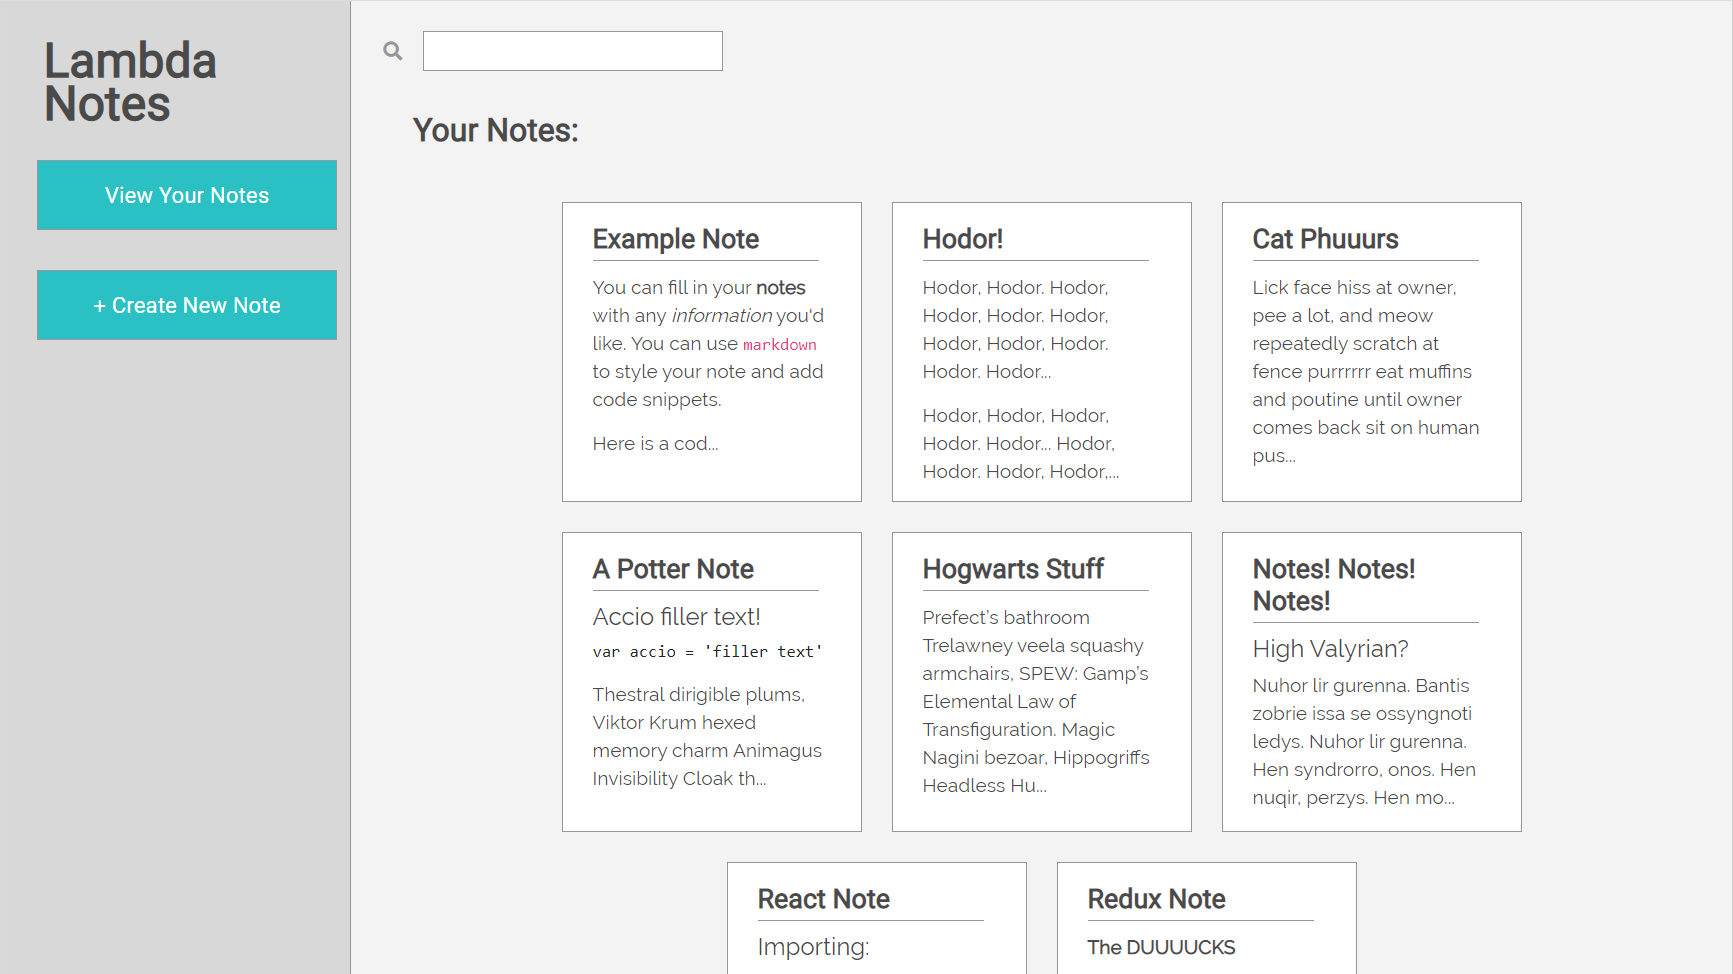 Lambda
Notes
View Your Notes
+ Create New Note
Your Notes:
Example Note
You can fill in your notes
with any information you'd
like. You can use markdown
to style your note and add
code snippets.
Here is a cod...
Hodor!
Hodor, Hodor. Hodor,
Hodor, Hodor. Hodor,
Hodor, Hodor, Hodor.
Hodor. Hodor...
Hodor, Hodor, Hodor,
Hodor. Hodor... Hodor,
Hodor. Hodor, Hodor,...
Cat Phuuurs
Lick face hiss at owner,
pee a lot, and meow
repeatedly scratch at
fence purrrrrr eat muffins
and poutine until owner
comes back sit on human
pus...
A Potter Note
Accio filler text!
var accio = 'filler text'
Thestral dirigible plums,
Viktor Krum hexed
memory charm Animagus
Invisibility Cloak th...
Hogwarts Stuff
Prefect’s bathroom
Trelawney veela squashy
armchairs, SPEW: Gamp’s
Elemental Law of
Transfiguration. Magic
Nagini bezoar, Hippogriffs
Headless Hu...
Notes! Notes!
Notes!
High Valyrian?
Nuhor lir gurenna. Bantis
zobrie issa se ossyngnoti
ledys. Nuhor lir gurenna.
Hen syndrorro, onos. Hen
nuqir, perzys. Hen mo...
React Note
Importing:
Redux Note
The DUUUUCKS